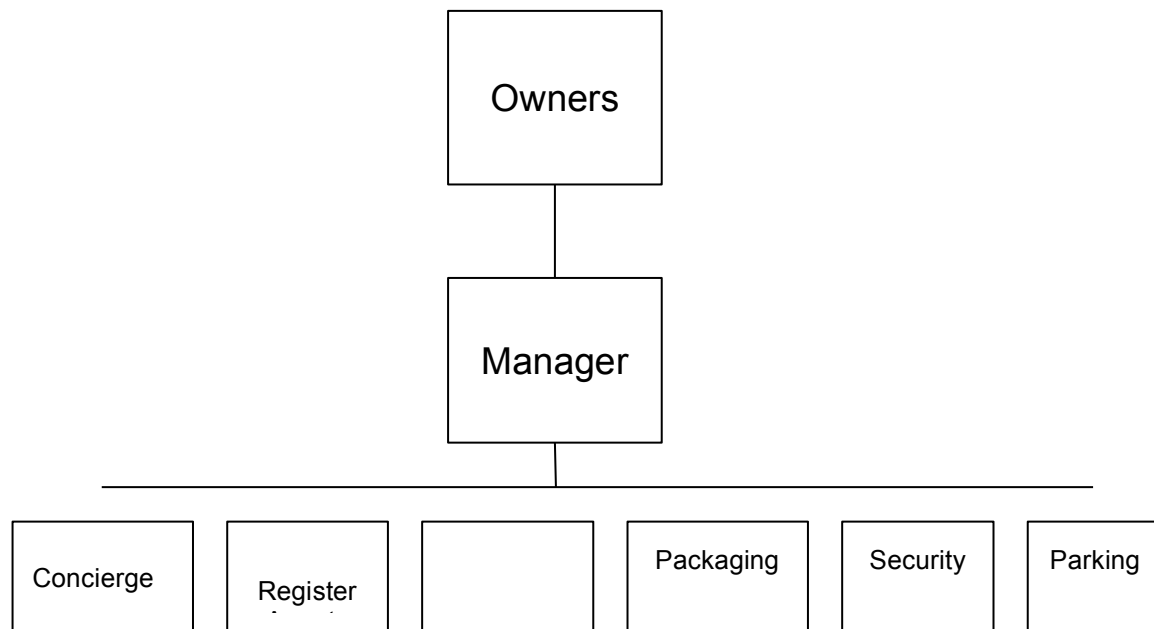 Owners
Manager
Concierge
Register
Packaging
Security
Parking